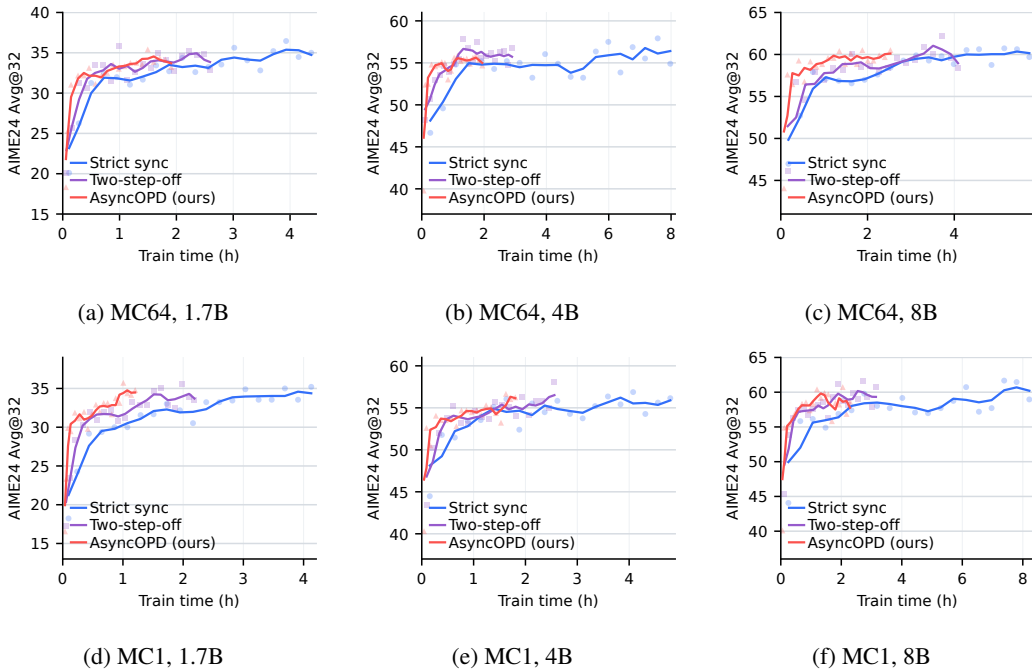 40
35
30
25
20
15
AIME24 Avg@32
Strict sync
Two-step-off
AsyncOPD (ours)
0 1 2 3 4
Train time (h)
(a) MC64, 1.7B
60
55
50
45
40
AIME24 Avg@32
Strict sync
Two-step-off
AsyncOPD (ours)
0 2 4 6 8
Train time (h)
(b) MC64, 4B
65
60
55
50
45
AIME24 Avg@32
Strict sync
Two-step-off
AsyncOPD (ours)
0 2 4
Train time (h)
(c) MC64, 8B
35
30
25
20
15
AIME24 Avg@32
Strict sync
Two-step-off
AsyncOPD (ours)
0 1 2 3 4
Train time (h)
(d) MC1, 1.7B
60
55
50
45
40
AIME24 Avg@32
Strict sync
Two-step-off
AsyncOPD (ours)
0 2 4
Train time (h)
(e) MC1, 4B
65
60
55
50
45
40
AIME24 Avg@32
Strict sync
Two-step-off
AsyncOPD (ours)
0 2 4 6 8
Train time (h)
(f) MC1, 8B